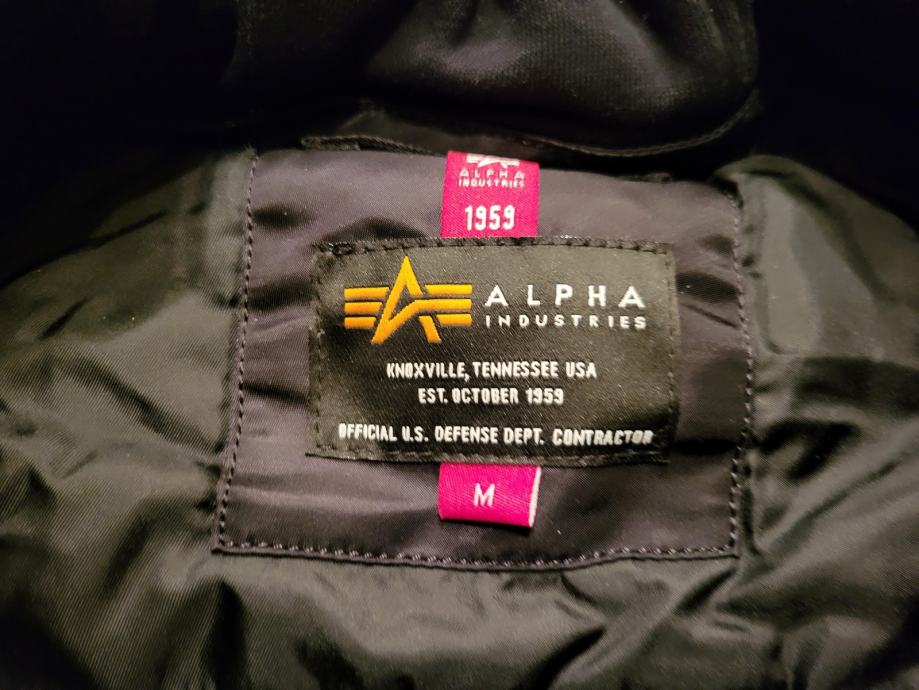 ALPHA
INDUSTRIES
1959
ALPHA
INDUSTRIES
KNOXVILLE, TENNESSEE USA
EST. OCTOBER 1959
OFFICIAL U.S. DEFENSE DEPT. CONTRACTOR
M